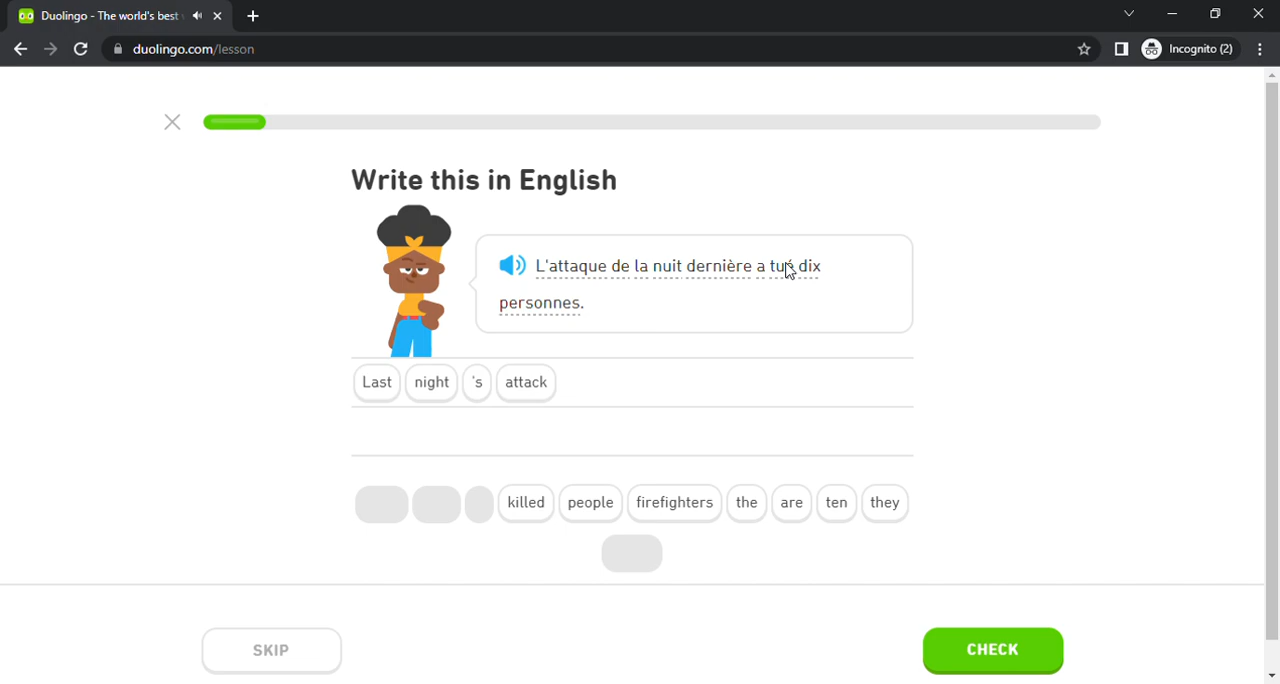 Duolingo - The world's best
duolingo.com/lesson
Incognito (2)
Write this in English
L'attaque de la nuit dernière a tué dix
personnes.
Last night 's attack
killed people firefighters the are ten they
SKIP CHECK